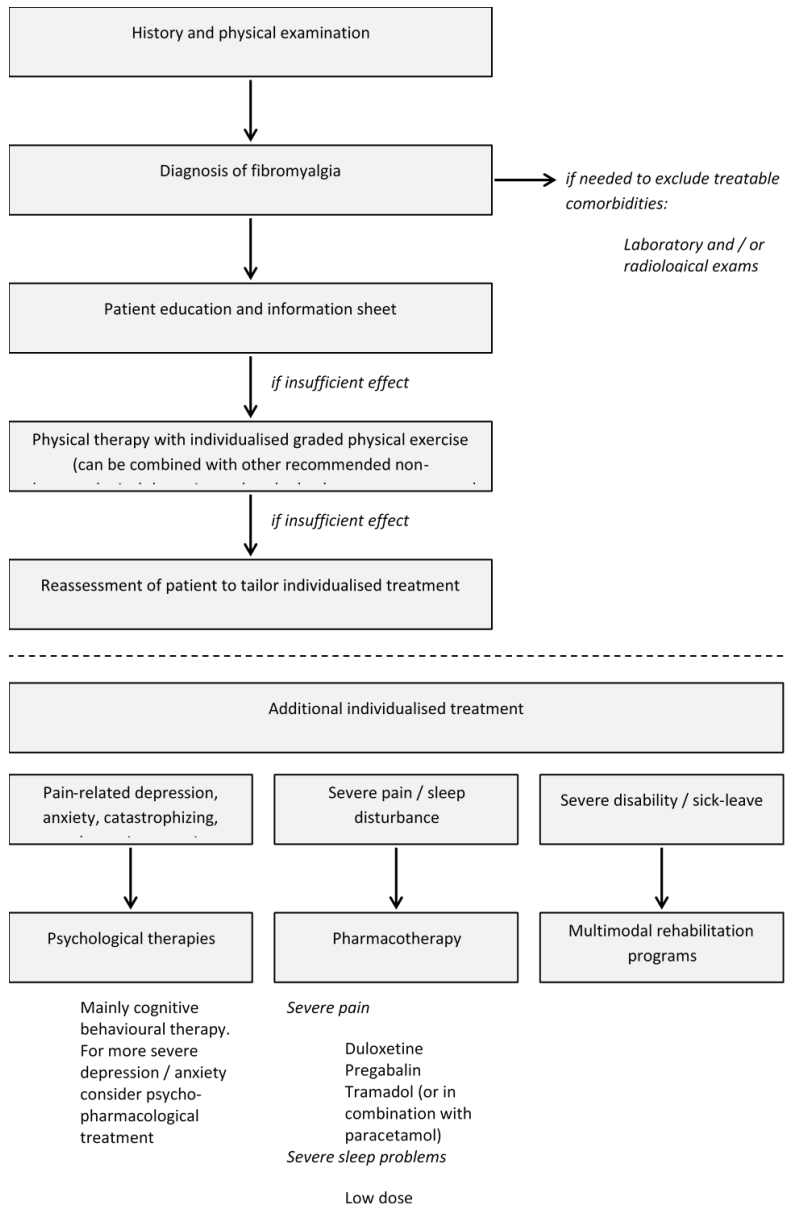 History and physical examination
Diagnosis of fibromyalgia
if needed to exclude treatable
comorbidities:
Laboratory and / or
radiological exams
Patient education and information sheet
if insufficient effect
Physical therapy with individualised graded physical exercise
(can be combined with other recommended non-
if insufficient effect
Reassessment of patient to tailor individualised treatment
Additional individualised treatment
Pain-related depression,
anxiety, catastrophizing,
Severe pain / sleep
disturbance
Severe disability / sick-leave
Psychological therapies
Pharmacotherapy
Multimodal rehabilitation
programs
Mainly cognitive
behavioural therapy.
For more severe
depression / anxiety
consider psycho-
pharmacological
treatment
Severe pain
Duloxetine
Pregabalin
Tramadol (or in
combination with
paracetamol)
Severe sleep problems
Low dose